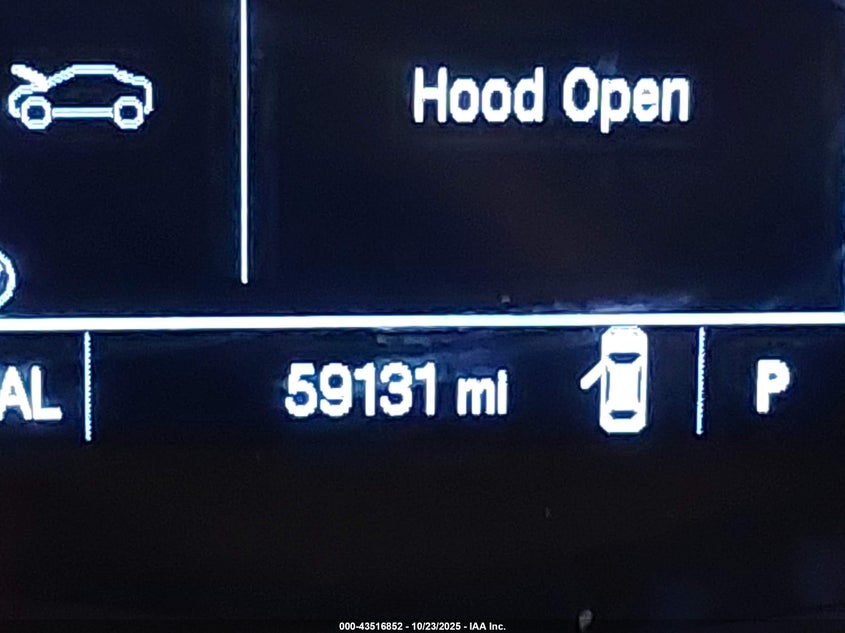 Hood Open
AL
59131 mi
P
000-43516852 - 10/23/2025 - IAA Inc.